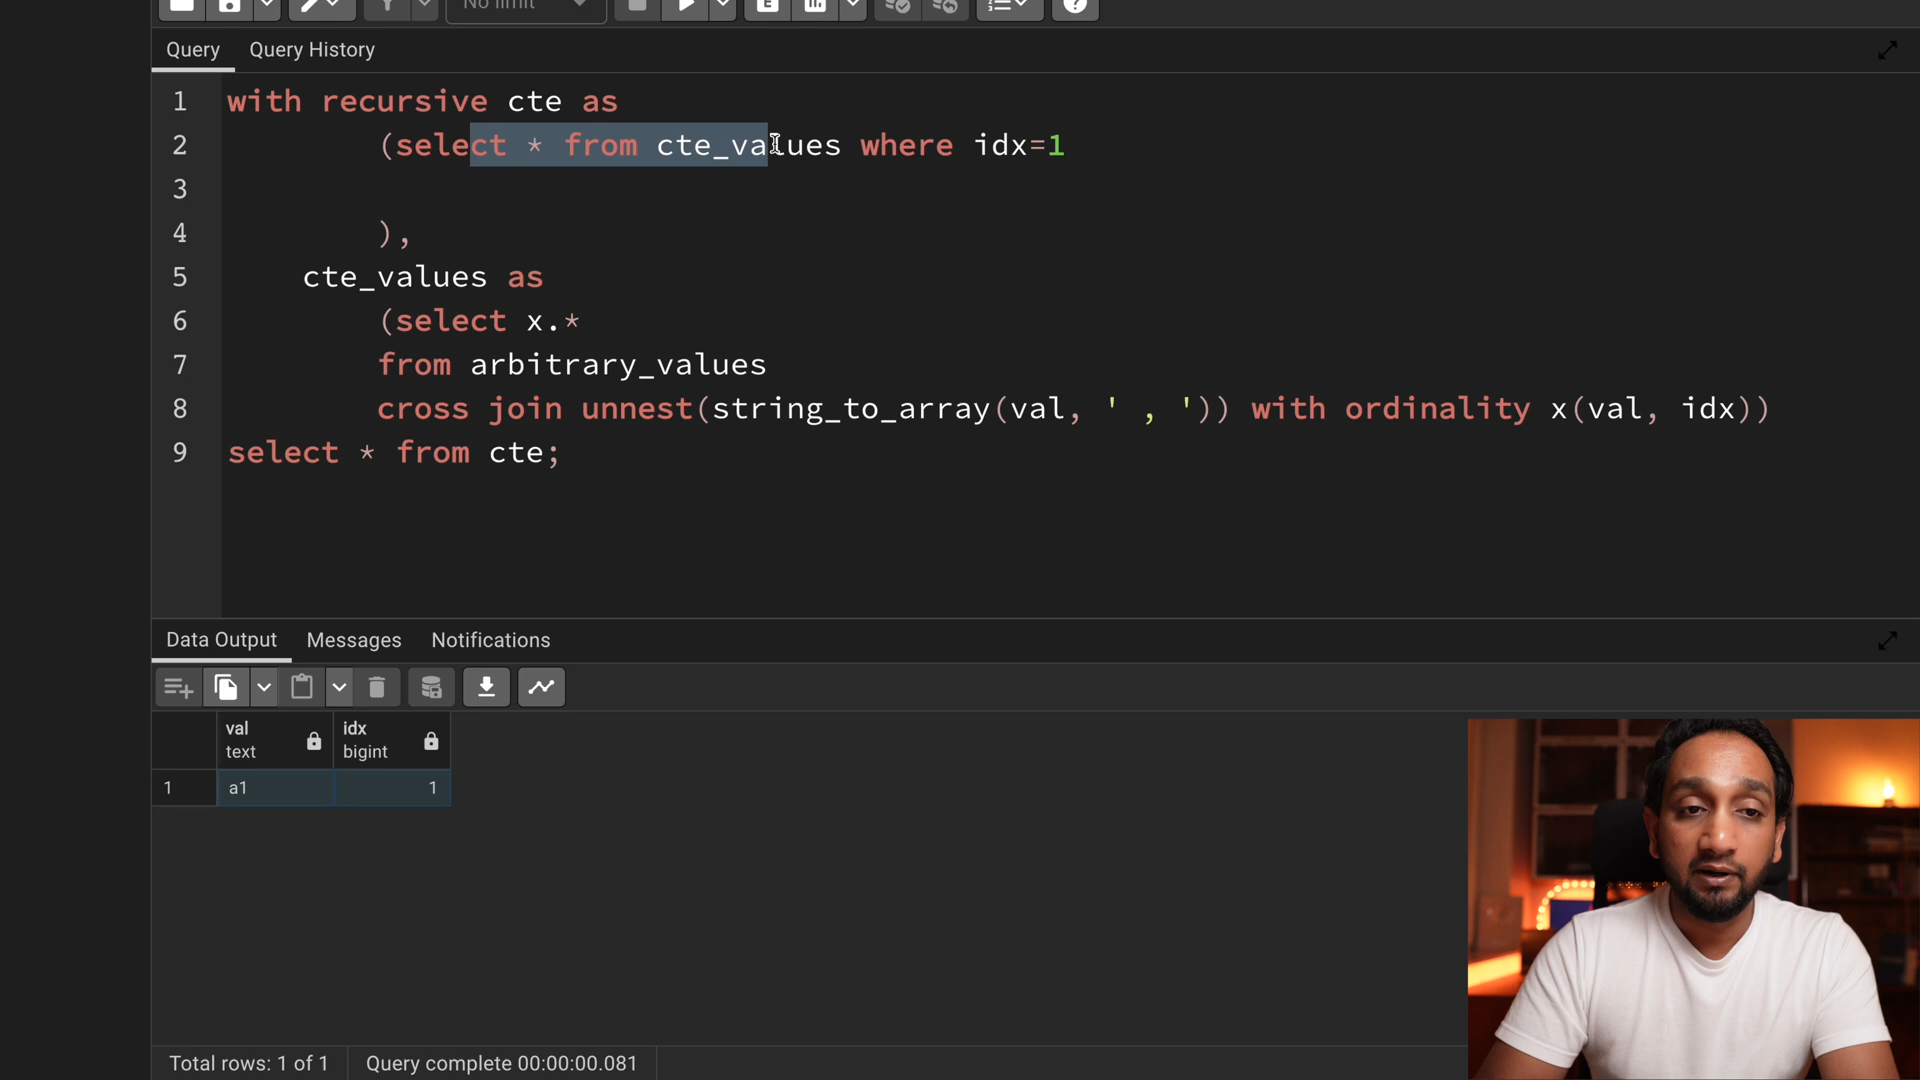 No limit
Query Query History
1 with recursive cte as
2 (select * from cte_values where idx=1
3
4 ),
5 cte_values as
6 (select x.*
7 from arbitrary_values
8 cross join unnest(string_to_array(val, ' , ')) with ordinality x(val, idx))
9 select * from cte;
Data Output Messages Notifications
val idx
text bigint
1 a1 1
Total rows: 1 of 1 Query complete 00:00:00.081